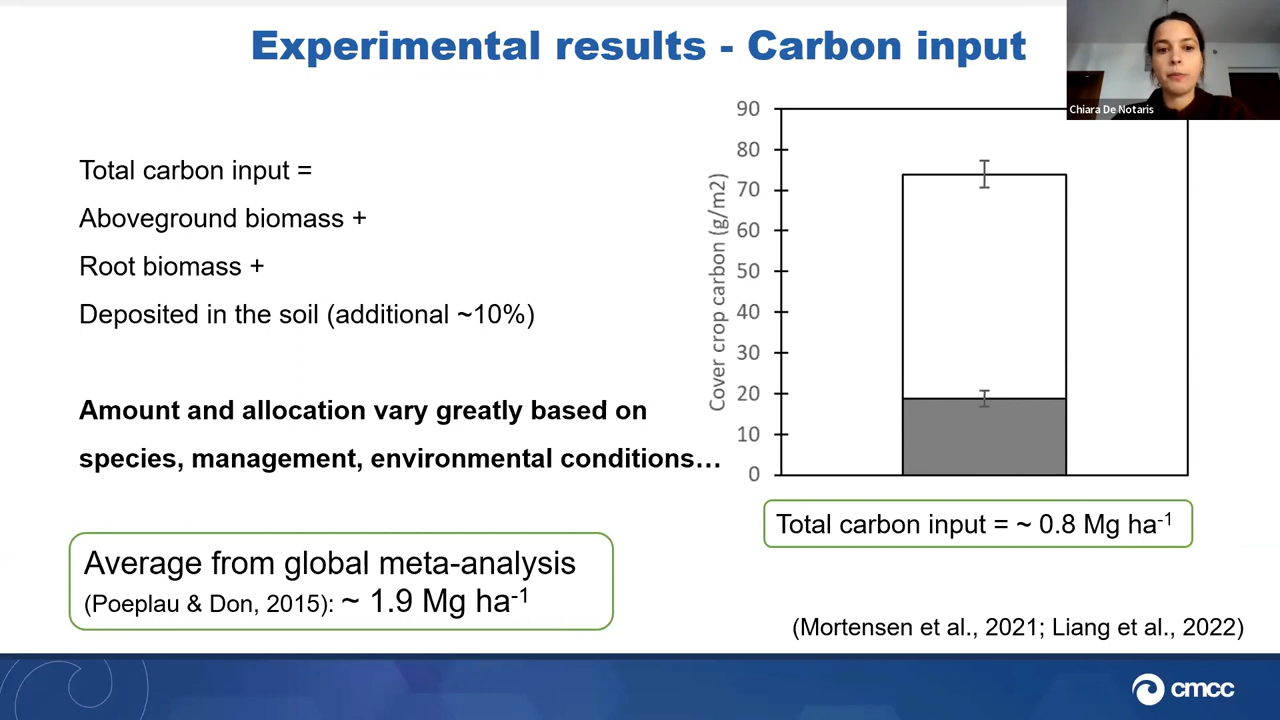 Experimental results - Carbon input
Chiara De Notaris
Total carbon input =
Aboveground biomass +
Root biomass +
Deposited in the soil (additional ~10%)
Amount and allocation vary greatly based on
species, management, environmental conditions…
Average from global meta-analysis
(Poeplau & Don, 2015): ~ 1.9 Mg ha-1
Cover crop carbon (g/m2)
90
80
70
60
50
40
30
20
10
0
Total carbon input = ~ 0.8 Mg ha-1
(Mortensen et al., 2021; Liang et al., 2022)
cmcc